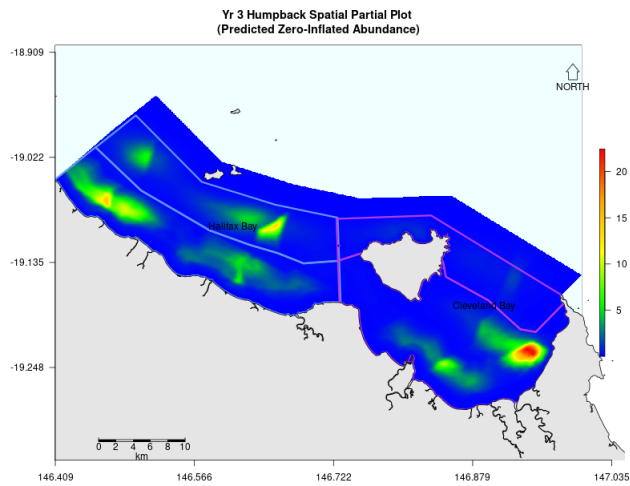 Yr 3 Humpback Spatial Partial Plot
(Predicted Zero-Inflated Abundance)
-18.909
NORTH
-19.022
20
15
Halifax Bay
-19.135
10
Cleveland Bay
5
-19.248
0
0 2 4 6 8 10
km
146.409 146.566 146.722 146.879 147.035